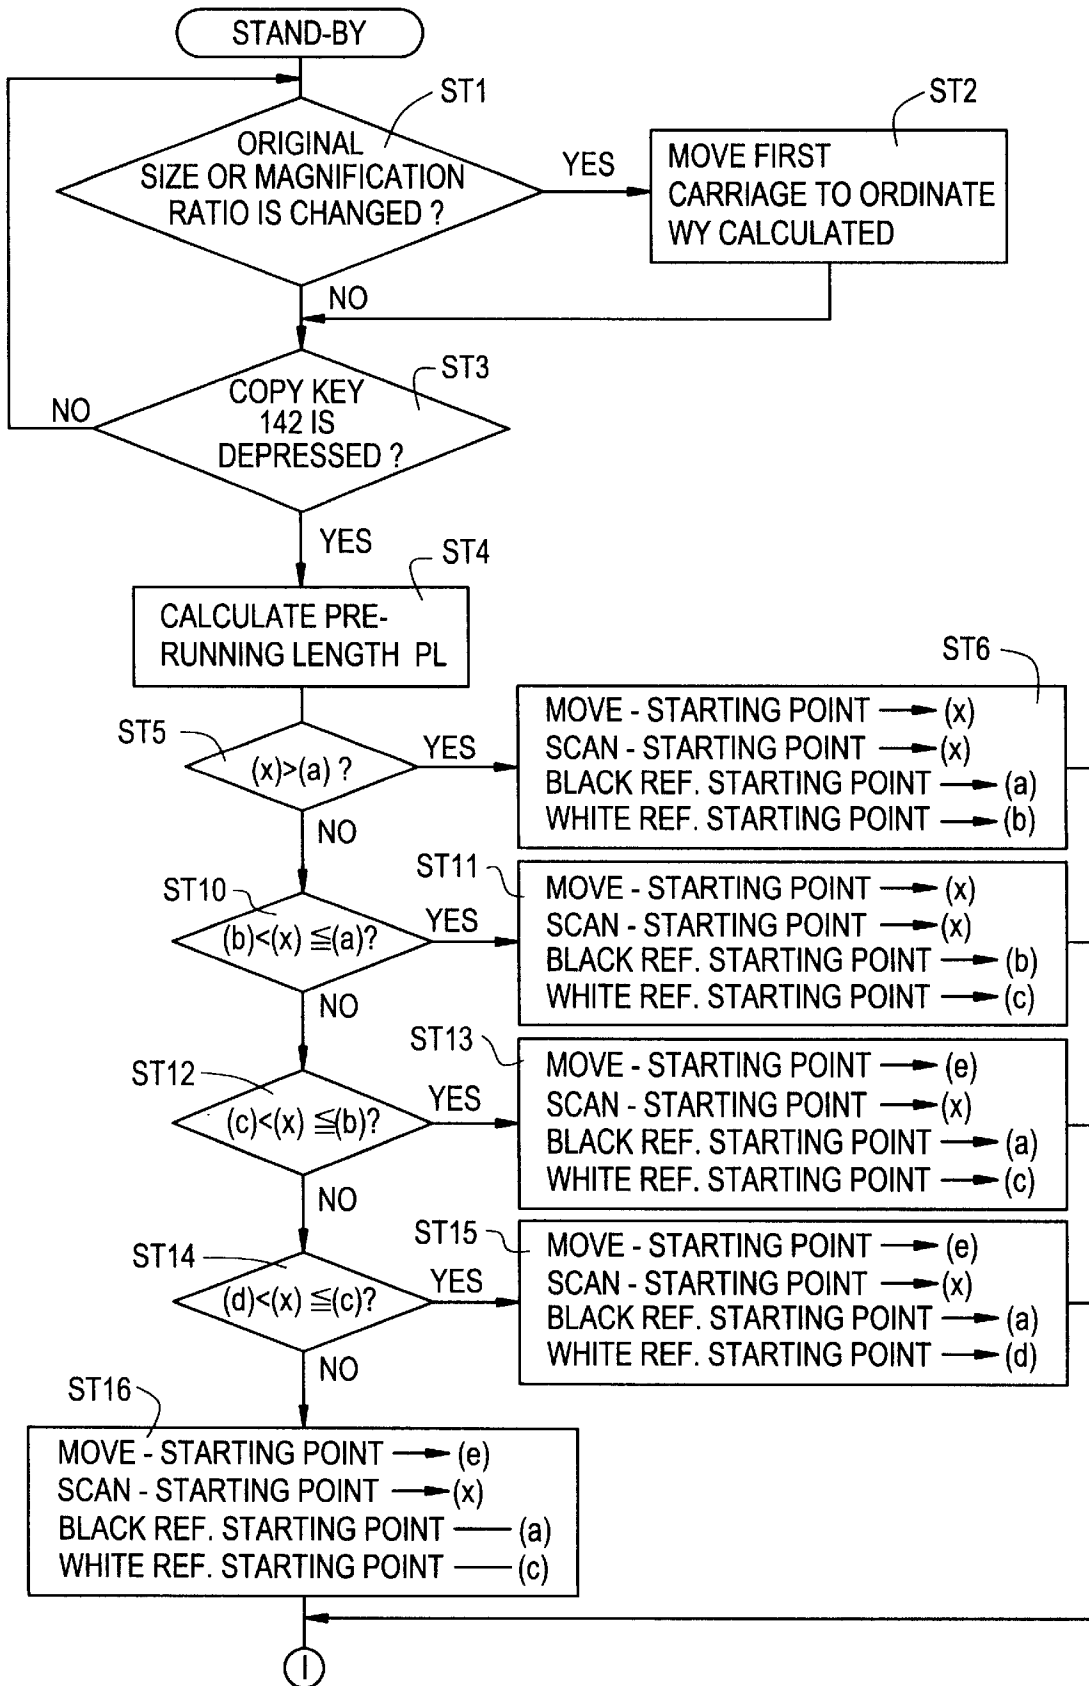 STAND-BY
ST1
ORIGINAL
SIZE OR MAGNIFICATION
RATIO IS CHANGED ?
YES
ST2
MOVE FIRST
CARRIAGE TO ORDINATE
WY CALCULATED
NO
ST3
COPY KEY
142 IS
DEPRESSED ?
NO
YES
ST4
CALCULATE PRE-
RUNNING LENGTH PL
ST5
(x)>(a) ?
YES
NO
ST6
MOVE - STARTING POINT → (x)
SCAN - STARTING POINT → (x)
BLACK REF. STARTING POINT → (a)
WHITE REF. STARTING POINT → (b)
ST10
(b)<(x) ≦(a)?
YES
NO
ST11
MOVE - STARTING POINT → (x)
SCAN - STARTING POINT → (x)
BLACK REF. STARTING POINT → (b)
WHITE REF. STARTING POINT → (c)
ST12
(c)<(x) ≦(b)?
YES
NO
ST13
MOVE - STARTING POINT → (e)
SCAN - STARTING POINT → (x)
BLACK REF. STARTING POINT → (a)
WHITE REF. STARTING POINT → (c)
ST14
(d)<(x) ≦(c)?
YES
NO
ST15
MOVE - STARTING POINT → (e)
SCAN - STARTING POINT → (x)
BLACK REF. STARTING POINT → (a)
WHITE REF. STARTING POINT → (d)
ST16
MOVE - STARTING POINT → (e)
SCAN - STARTING POINT → (x)
BLACK REF. STARTING POINT — (a)
WHITE REF. STARTING POINT — (c)
I